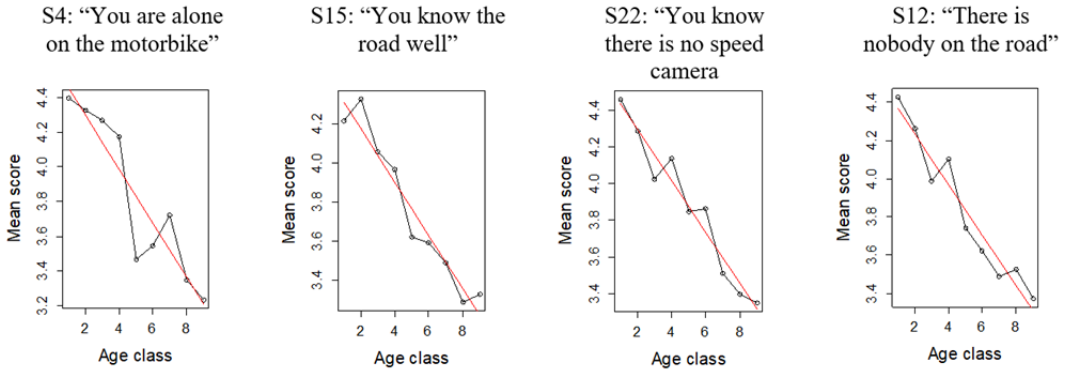 S4: “You are alone
on the motorbike”
S15: “You know the
road well”
S22: “You know
there is no speed
camera
S12: “There is
nobody on the road”
Mean score
4.4
4.2
4.0
3.8
3.6
3.4
3.2
2 4 6 8
Age class
Mean score
4.2
4.0
3.8
3.6
3.4
2 4 6 8
Age class
Mean score
4.4
4.2
4.0
3.8
3.6
3.4
2 4 6 8
Age class
Mean score
4.4
4.2
4.0
3.8
3.6
3.4
2 4 6 8
Age class